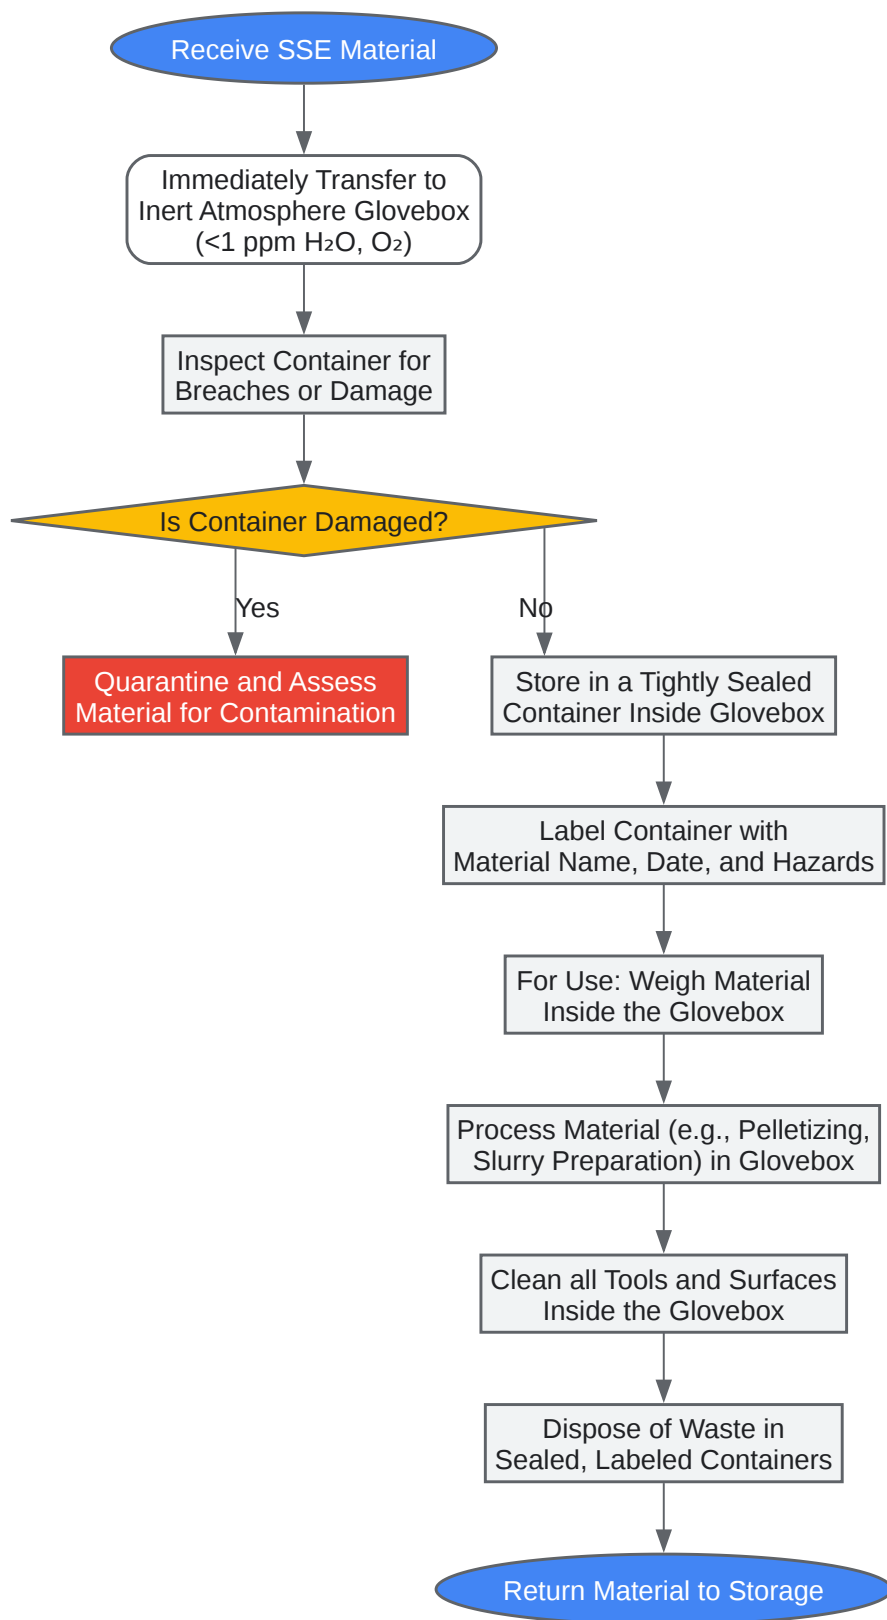 Receive SSE Material
Immediately Transfer to
Inert Atmosphere Glovebox
(<1 ppm H₂O, O₂)
Inspect Container for
Breaches or Damage
Is Container Damaged?
Yes
No
Quarantine and Assess
Material for Contamination
Store in a Tightly Sealed
Container Inside Glovebox
Label Container with
Material Name, Date, and Hazards
For Use: Weigh Material
Inside the Glovebox
Process Material (e.g., Pelletizing,
Slurry Preparation) in Glovebox
Clean all Tools and Surfaces
Inside the Glovebox
Dispose of Waste in
Sealed, Labeled Containers
Return Material to Storage